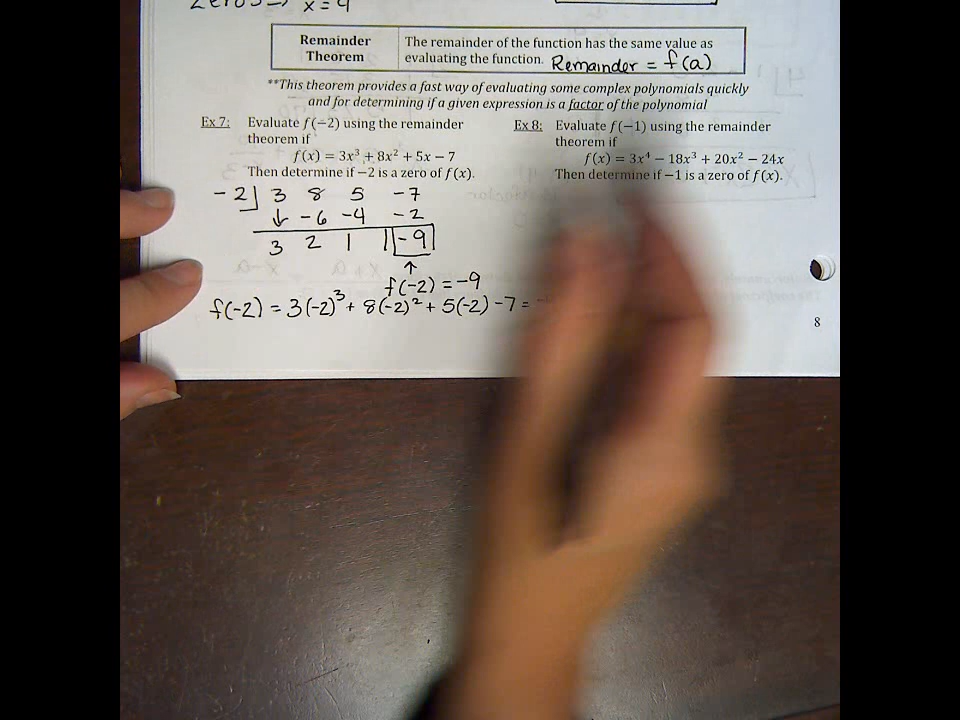 Zeros → x = 4
Remainder Theorem
The remainder of the function has the same value as
evaluating the function. Remainder = f(a)
**This theorem provides a fast way of evaluating some complex polynomials quickly
and for determining if a given expression is a factor of the polynomial
Ex 7: Evaluate f(−2) using the remainder
theorem if
f(x) = 3x³ + 8x² + 5x − 7
Then determine if −2 is a zero of f(x).
-2 3 8 5 -7
↓ -6 -4 -2
3 2 1 -9
↑
f(-2) = -9
f(-2) = 3(-2)³ + 8(-2)² + 5(-2) -7 =
Ex 8: Evaluate f(−1) using the remainder
theorem if
f(x) = 3x⁴ − 18x³ + 20x² − 24x
Then determine if −1 is a zero of f(x).
8